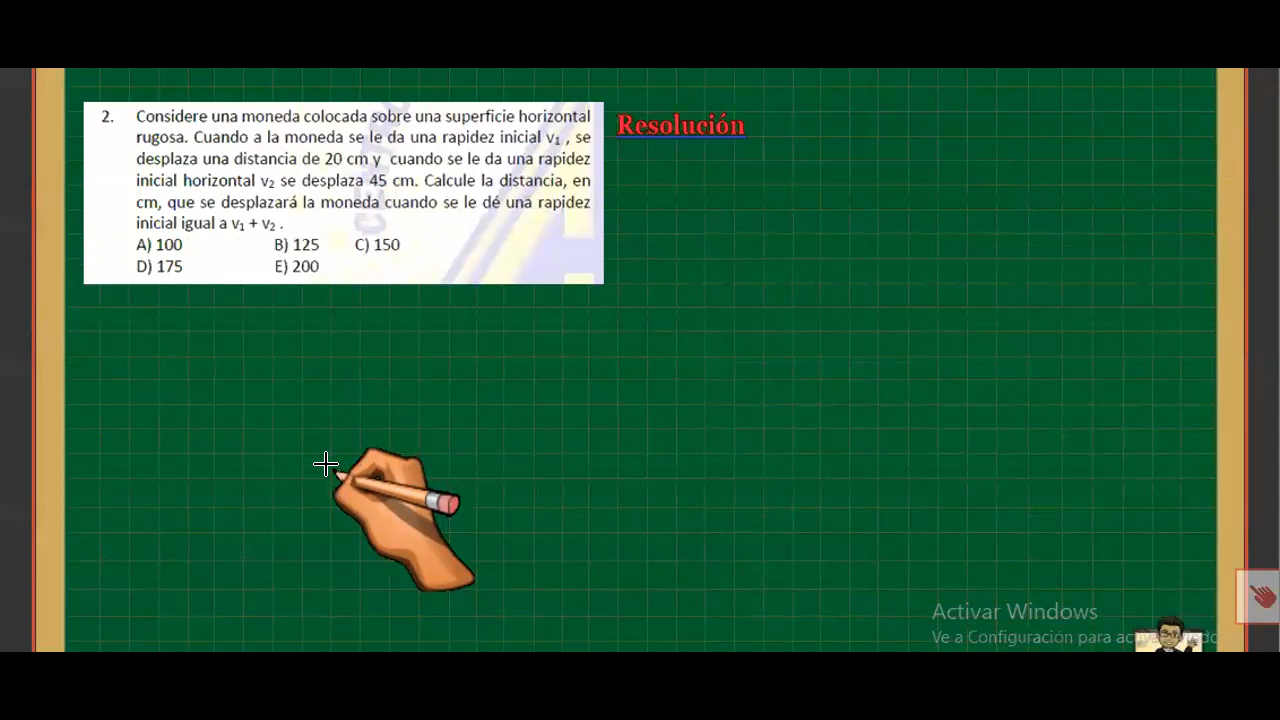 2. Considere una moneda colocada sobre una superficie horizontal
rugosa. Cuando a la moneda se le da una rapidez inicial v₁ , se
desplaza una distancia de 20 cm y cuando se le da una rapidez
inicial horizontal v₂ se desplaza 45 cm. Calcule la distancia, en
cm, que se desplazará la moneda cuando se le dé una rapidez
inicial igual a v₁ + v₂ .
A) 100 B) 125 C) 150
D) 175 E) 200
Resolución
Activar Windows
Ve a Configuración para